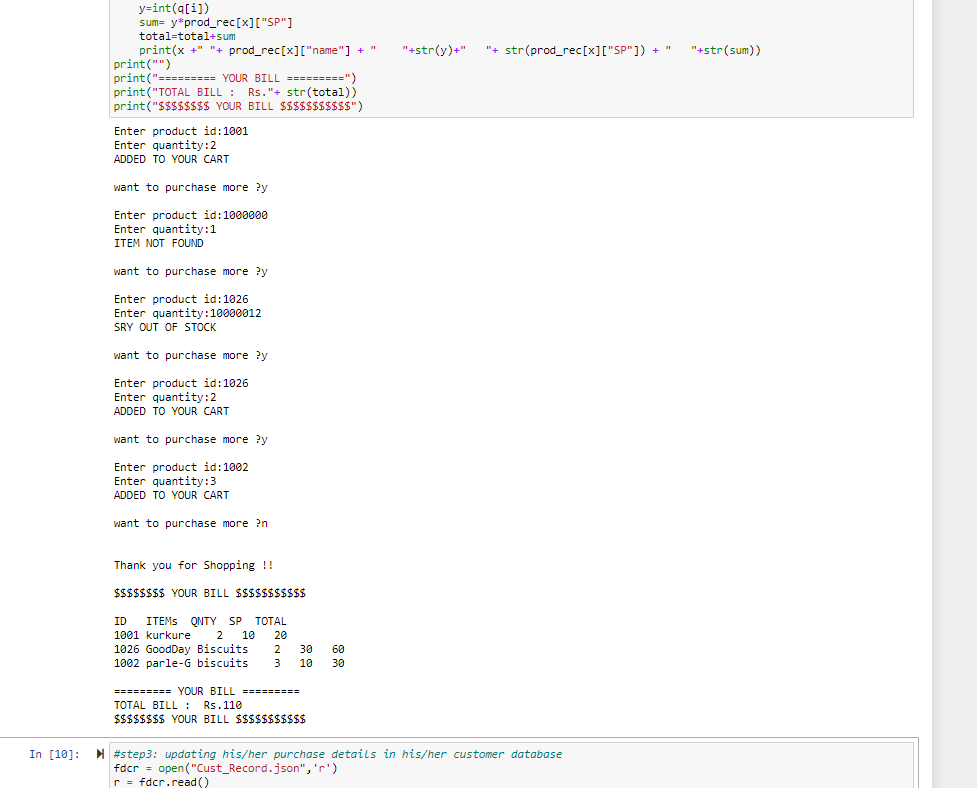 y=int(q[i])
sum= y*prod_rec[x]["SP"]
total=total+sum
print(x +" "+ prod_rec[x]["name"] + "    "+str(y)+"   "+ str(prod_rec[x]["SP"]) + "   "+str(sum))
print("")
print("========= YOUR BILL =========")
print("TOTAL BILL :  Rs."+ str(total))
print("$$$$$$$$ YOUR BILL $$$$$$$$$$$")
Enter product id:1001
Enter quantity:2
ADDED TO YOUR CART
want to purchase more ?y
Enter product id:1000000
Enter quantity:1
ITEM NOT FOUND
want to purchase more ?y
Enter product id:1026
Enter quantity:10000012
SRY OUT OF STOCK
want to purchase more ?y
Enter product id:1026
Enter quantity:2
ADDED TO YOUR CART
want to purchase more ?y
Enter product id:1002
Enter quantity:3
ADDED TO YOUR CART
want to purchase more ?n
Thank you for Shopping !!
$$$$$$$$ YOUR BILL $$$$$$$$$$$
ID   ITEMs  QNTY  SP  TOTAL
1001 kurkure    2   10   20
1026 GoodDay Biscuits    2   30   60
1002 parle-G biscuits    3   10   30
========= YOUR BILL =========
TOTAL BILL :  Rs.110
$$$$$$$$ YOUR BILL $$$$$$$$$$$
In [10]: #step3: updating his/her purchase details in his/her customer database
fdcr = open("Cust_Record.json",'r')
r = fdcr.read()